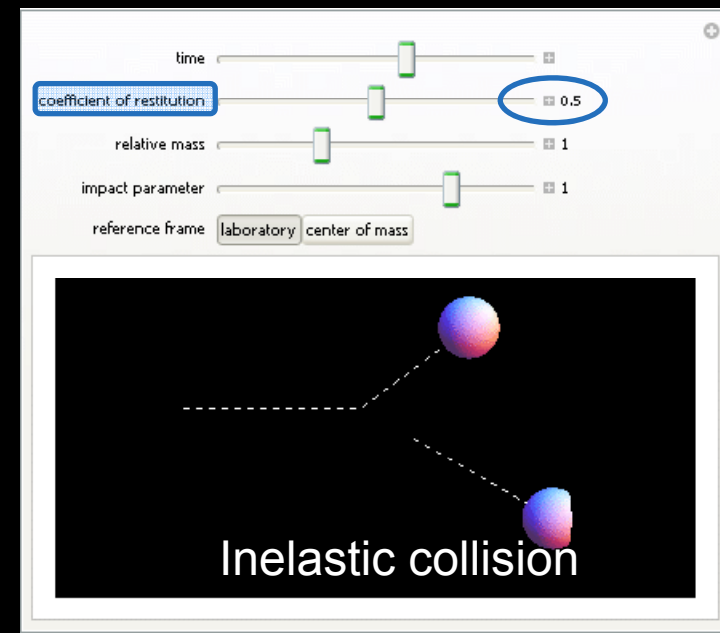 time
coefficient of restitution 0.5
relative mass 1
impact parameter 1
reference frame laboratory center of mass
Inelastic collision